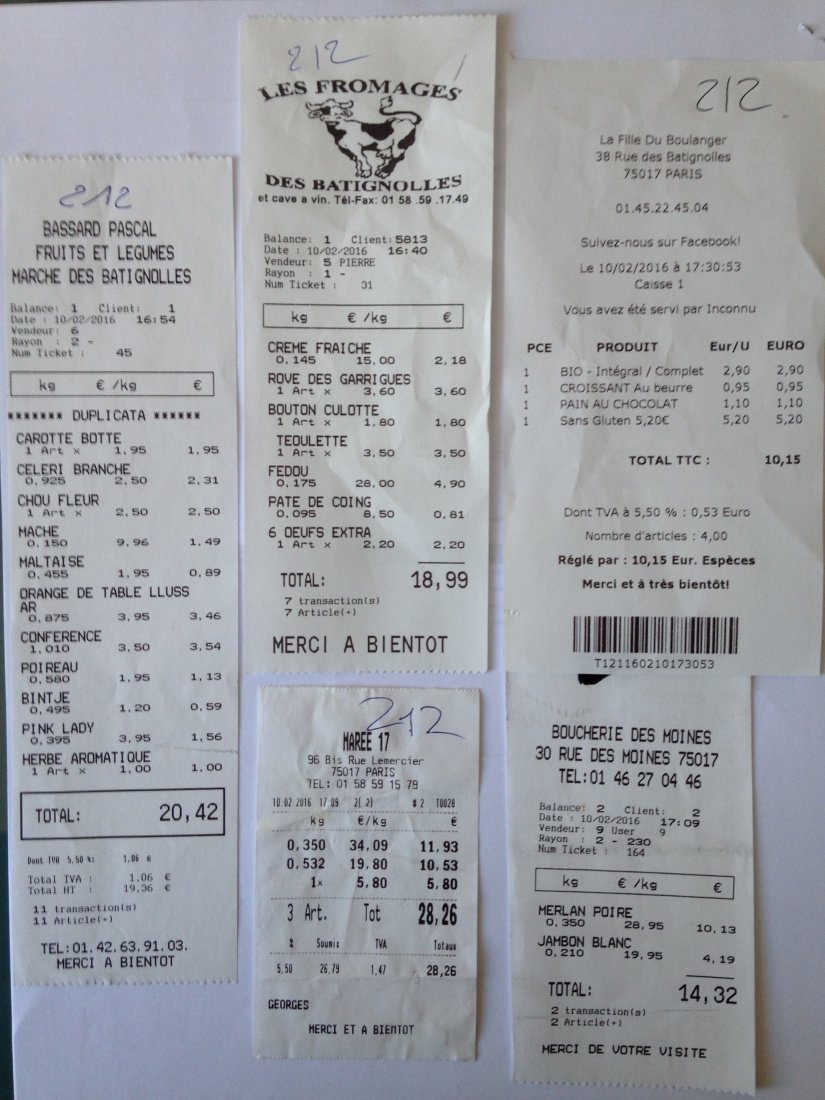 212
BASSARD PASCAL
FRUITS ET LEGUMES
MARCHE DES BATIGNOLLES
Balance: 1 Client: 1
Date : 10/02/2016 16:54
Vendeur: 6
Rayon : 2 -
Num Ticket : 45
kg € /kg €
******* DUPLICATA ******
CAROTTE BOTTE
1 Art x 1,95 1,95
CELERI BRANCHE
0,925 2,50 2,31
CHOU FLEUR
1 Art x 2,50 2,50
MACHE
0,150 9,96 1,49
MALTAISE
0,455 1,95 0,89
ORANGE DE TABLE LLUSS
AR
0,875 3,95 3,46
CONFERENCE
1,010 3,50 3,54
POIREAU
0,580 1,95 1,13
BINTJE
0,495 1,20 0,59
PINK LADY
0,395 3,95 1,56
HERBE AROMATIQUE
1 Art x 1,00 1,00
TOTAL: 20,42
Dont TVA 5,50 %: 1,06 €
Total TVA : 1,06 €
Total HT : 19,36 €
11 transaction(s)
11 Article(+)
TEL:01.42.63.91.03.
MERCI A BIENTOT
212
LES FROMAGES
DES BATIGNOLLES
et cave a vin. Tél-Fax: 01 58 .59 .17.49
Balance: 1 Client:5813
Date : 10/02/2016 16:40
Vendeur: 5 PIERRE
Rayon : 1 -
Num Ticket : 31
kg € /kg €
CREME FRAICHE
0,145 15,00 2,18
ROVE DES GARRIGUES
1 Art x 3,60 3,60
BOUTON CULOTTE
1 Art x 1,80 1,80
TEOULETTE
1 Art x 3,50 3,50
FEDOU
0,175 28,00 4,90
PATE DE COING
0,095 8,50 0,81
6 OEUFS EXTRA
1 Art x 2,20 2,20
TOTAL: 18,99
7 transaction(s)
7 Article(+)
MERCI A BIENTOT
212
La Fille Du Boulanger
38 Rue des Batignolles
75017 PARIS
01.45.22.45.04
Suivez-nous sur Facebook!
Le 10/02/2016 à 17:30:53
Caisse 1
Vous avez été servi par Inconnu
PCE PRODUIT Eur/U EURO
1 BIO - Intégral / Complet 2,90 2,90
1 CROISSANT Au beurre 0,95 0,95
1 PAIN AU CHOCOLAT 1,10 1,10
1 Sans Gluten 5,20€ 5,20 5,20
TOTAL TTC : 10,15
Dont TVA à 5,50 % : 0,53 Euro
Nombre d'articles : 4,00
Réglé par : 10,15 Eur. Espèces
Merci et à très bientôt!
T121160210173053
212
MAREE 17
96 Bis Rue Lemercier
75017 PARIS
TEL: 01 58 59 15 79
10.02.2016 17:09 2( 2) # 2 T0028
kg €/kg €
0,350 34,09 11,93
0,532 19,80 10,53
1x 5,80 5,80
3 Art. Tot 28,26
% Soumis TVA Totaux
5,50 26,79 1,47 28,26
GEORGES
MERCI ET A BIENTOT
BOUCHERIE DES MOINES
30 RUE DES MOINES 75017
TEL:01 46 27 04 46
Balance: 2 Client: 2
Date : 10/02/2016 17:09
Vendeur: 9 User 9
Rayon : 2 - 230
Num Ticket : 164
kg € /kg €
MERLAN POIRE
0,350 28,95 10,13
JAMBON BLANC
0,210 19,95 4,19
TOTAL: 14,32
2 transaction(s)
2 Article(+)
MERCI DE VOTRE VISITE